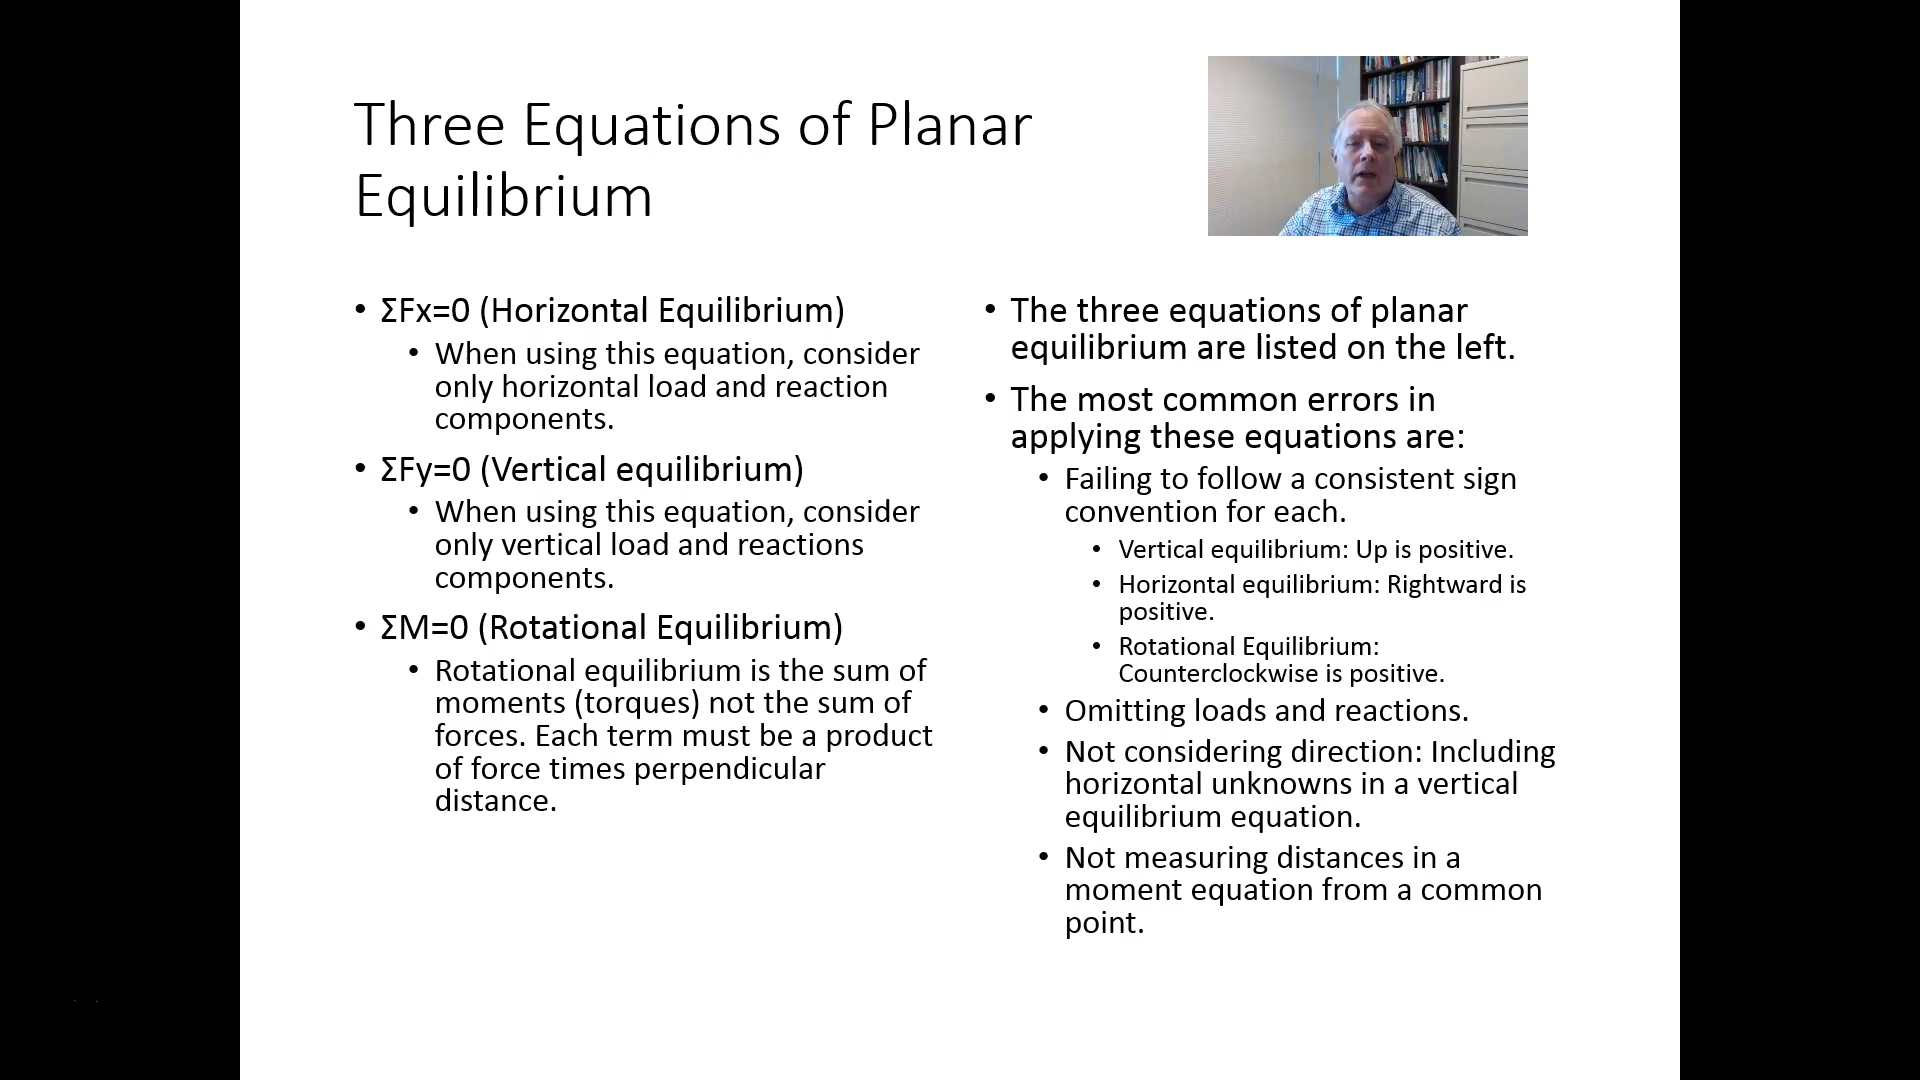 Three Equations of Planar
Equilibrium
• ΣFx=0 (Horizontal Equilibrium)
• When using this equation, consider
only horizontal load and reaction
components.
• ΣFy=0 (Vertical equilibrium)
• When using this equation, consider
only vertical load and reactions
components.
• ΣM=0 (Rotational Equilibrium)
• Rotational equilibrium is the sum of
moments (torques) not the sum of
forces. Each term must be a product
of force times perpendicular
distance.
• The three equations of planar
equilibrium are listed on the left.
• The most common errors in
applying these equations are:
• Failing to follow a consistent sign
convention for each.
• Vertical equilibrium: Up is positive.
• Horizontal equilibrium: Rightward is
positive.
• Rotational Equilibrium:
Counterclockwise is positive.
• Omitting loads and reactions.
• Not considering direction: Including
horizontal unknowns in a vertical
equilibrium equation.
• Not measuring distances in a
moment equation from a common
point.